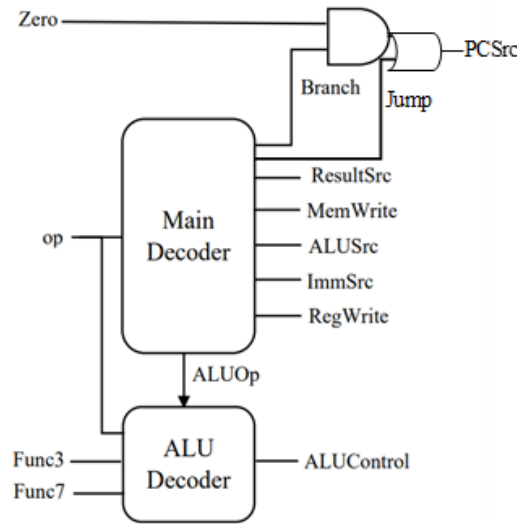 Zero
PCSrc
Branch
Jump
ResultSrc
Main
Decoder
MemWrite
op
ALUSrc
ImmSrc
RegWrite
ALUOp
ALU
Decoder
Func3
Func7
ALUControl